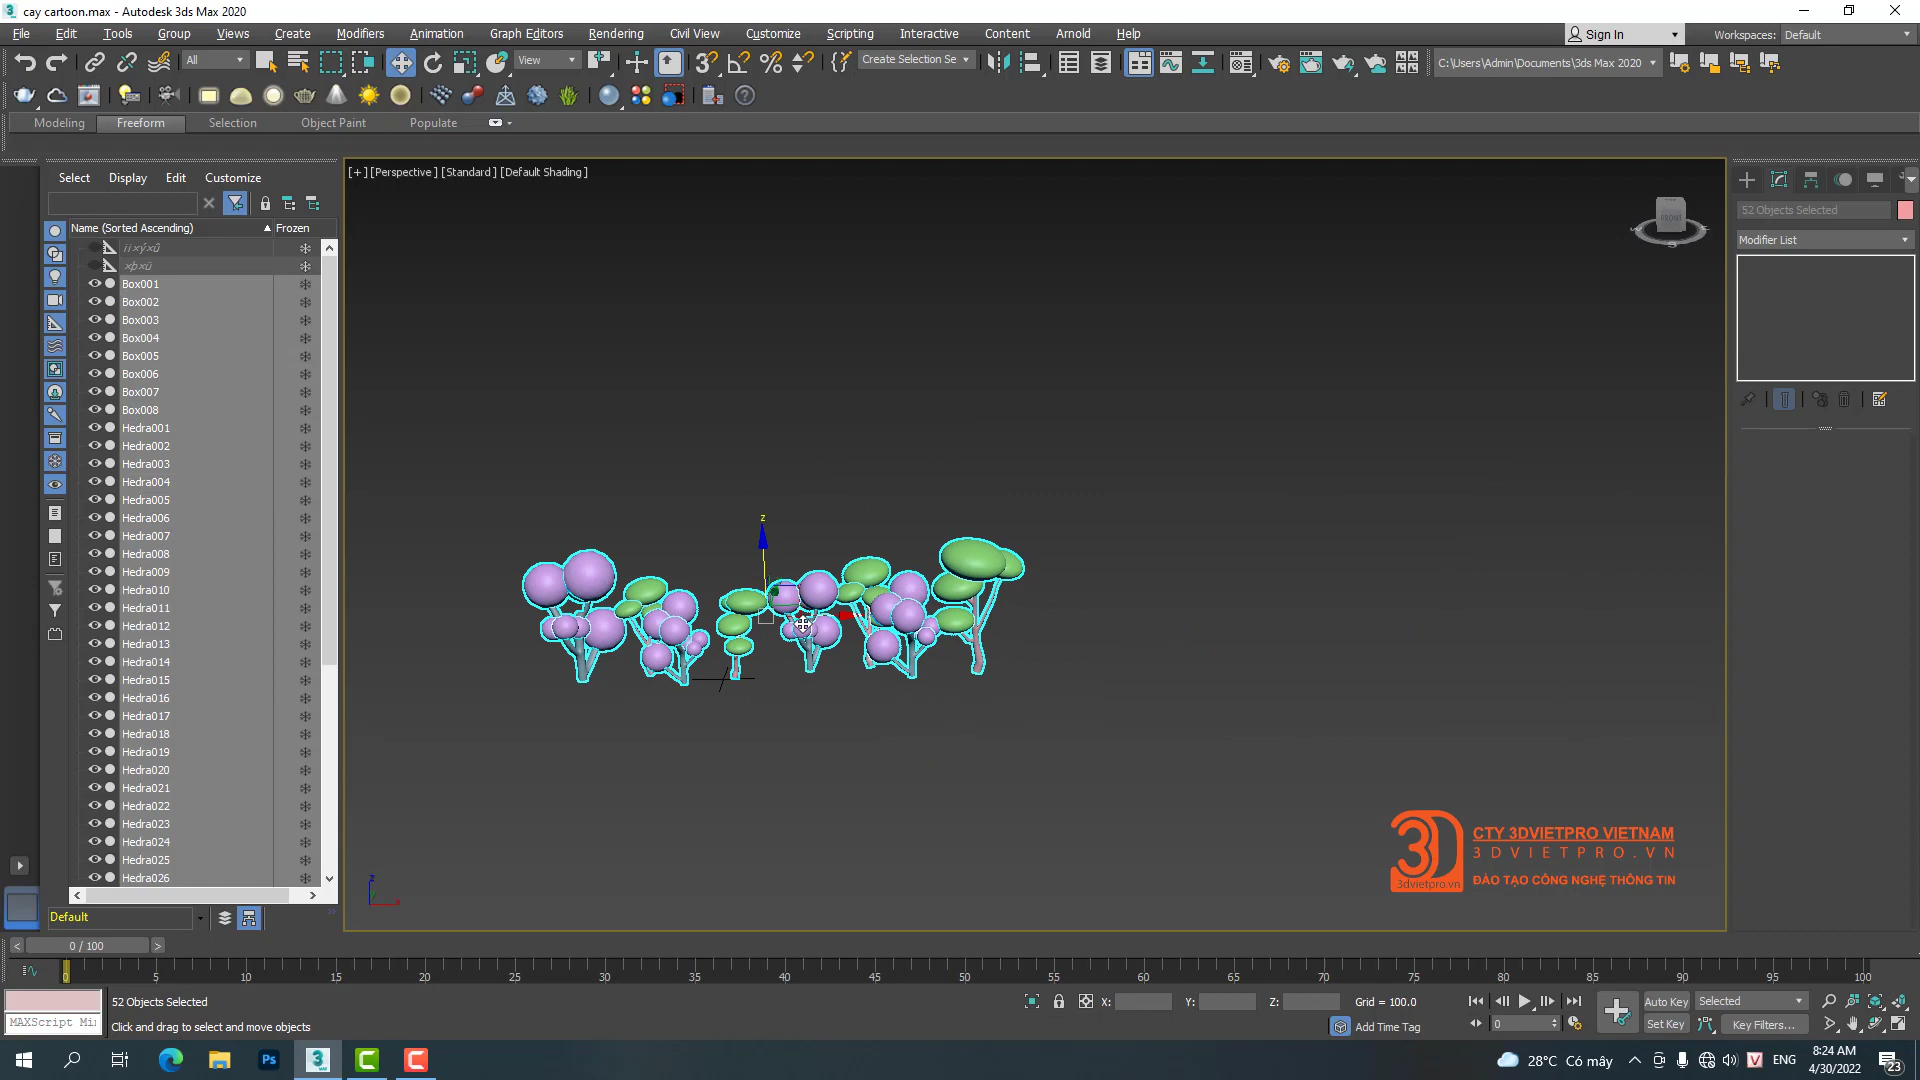 cay cartoon.max - Autodesk 3ds Max 2020
File Edit Tools Group Views Create Modifiers Animation Graph Editors Rendering Civil View Customize Scripting Interactive Content Arnold Help
Sign In
Workspaces: Default
All
View
Create Selection Se
C:\Users\Admin\Documents\3ds Max 2020
Modeling Freeform Selection Object Paint Populate
Select Display Edit Customize
[+] [Perspective ] [Standard ] [Default Shading ]
FRONT
52 Objects Selected
Modifier List
Name (Sorted Ascending) Frozen
Box001
Box002
Box003
Box004
Box005
Box006
Box007
Box008
Hedra001
Hedra002
Hedra003
Hedra004
Hedra005
Hedra006
Hedra007
Hedra008
Hedra009
Hedra010
Hedra011
Hedra012
Hedra013
Hedra014
Hedra015
Hedra016
Hedra017
Hedra018
Hedra019
Hedra020
Hedra021
Hedra022
Hedra023
Hedra024
Hedra025
Hedra026
z
CTY 3DVIETPRO VIETNAM
3DVIETPRO.VN
ĐÀO TẠO CÔNG NGHỆ THÔNG TIN
3dvietpro.vn
Default
0 / 100
0 5 10 15 20 25 30 35 40 45 50 55 60 65 70 75 80 85 90 95 100
52 Objects Selected
X: Y: Z: Grid = 100.0
Auto Key Selected
MAXScript Mi
Click and drag to select and move objects
Add Time Tag
0
Set Key Key Filters...
28°C Có mây
ENG
8:24 AM
4/30/2022
23